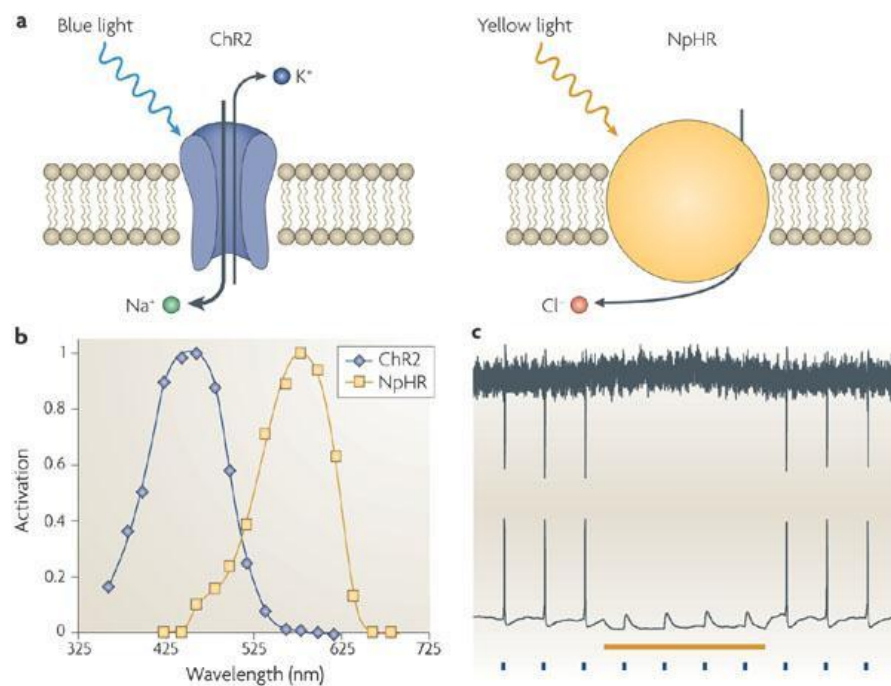 a
Blue light
ChR2
K⁺
Na⁺
Yellow light
NpHR
Cl⁻
b
1
0.8
0.6
0.4
0.2
0
Activation
325
425
525
625
725
Wavelength (nm)
ChR2
NpHR
c